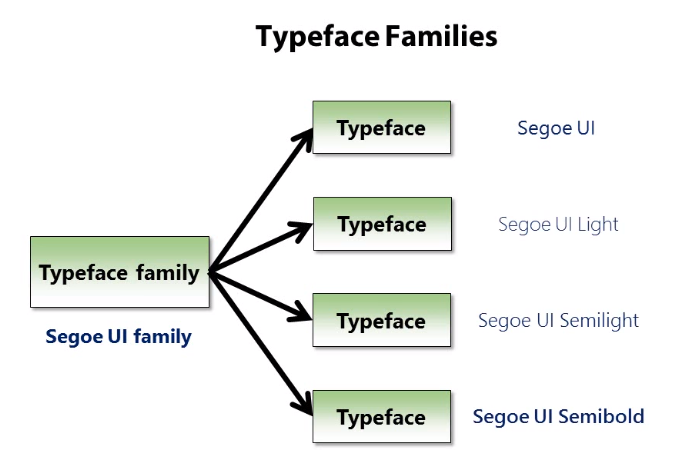 Typeface Families
Typeface
Segoe UI
Typeface
Segoe UI Light
Typeface family
Segoe UI family
Typeface
Segoe UI Semilight
Typeface
Segoe UI Semibold